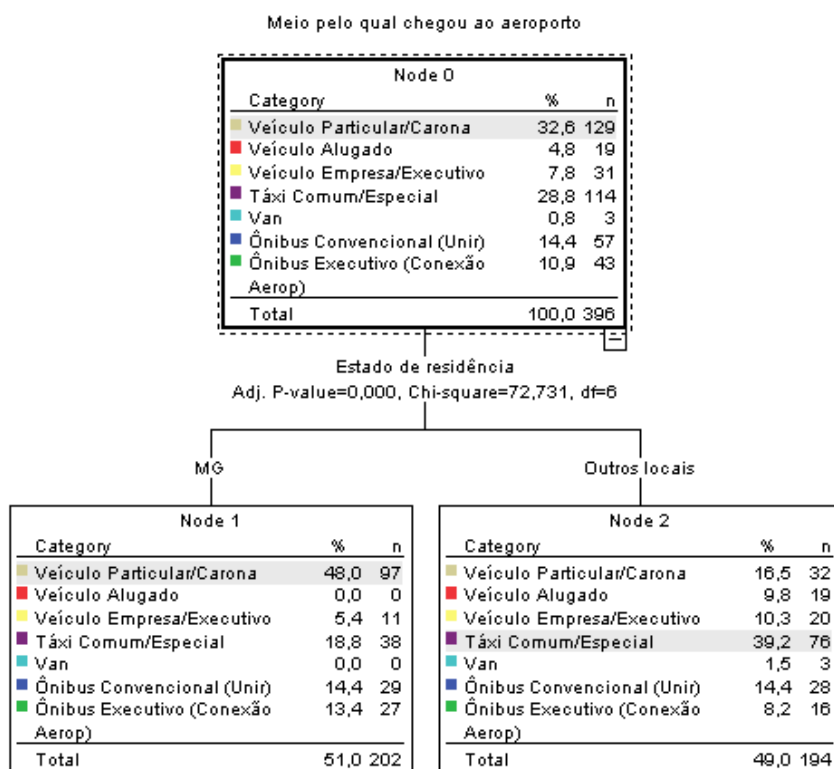 Meio pelo qual chegou ao aeroporto
Node 0
Category % n
Veículo Particular/Carona 32,6 129
Veículo Alugado 4,8 19
Veículo Empresa/Executivo 7,8 31
Táxi Comum/Especial 28,8 114
Van 0,8 3
Ônibus Convencional (Unir) 14,4 57
Ônibus Executivo (Conexão 10,9 43
Aerop)
Total 100,0 396
Estado de residência
Adj. P-value=0,000, Chi-square=72,731, df=6
MG
Node 1
Category % n
Veículo Particular/Carona 48,0 97
Veículo Alugado 0,0 0
Veículo Empresa/Executivo 5,4 11
Táxi Comum/Especial 18,8 38
Van 0,0 0
Ônibus Convencional (Unir) 14,4 29
Ônibus Executivo (Conexão 13,4 27
Aerop)
Total 51,0 202
Outros locais
Node 2
Category % n
Veículo Particular/Carona 16,5 32
Veículo Alugado 9,8 19
Veículo Empresa/Executivo 10,3 20
Táxi Comum/Especial 39,2 76
Van 1,5 3
Ônibus Convencional (Unir) 14,4 28
Ônibus Executivo (Conexão 8,2 16
Aerop)
Total 49,0 194